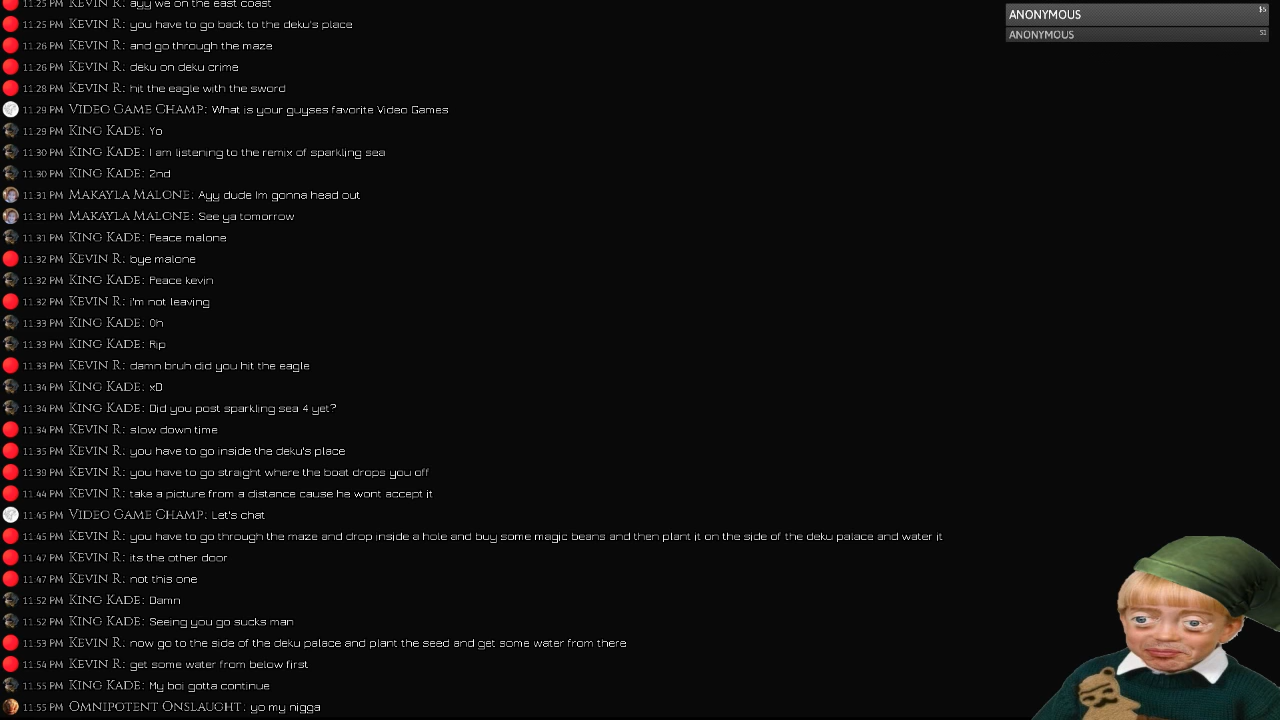 11:25 PM KEVIN R: ayy we on the east coast
ANONYMOUS $5
11:25 PM KEVIN R: you have to go back to the deku's place
ANONYMOUS $1
11:26 PM KEVIN R: and go through the maze
11:26 PM KEVIN R: deku on deku crime
11:28 PM KEVIN R: hit the eagle with the sword
11:29 PM VIDEO GAME CHAMP: What is your guyses favorite Video Games
11:29 PM KING KADE: Yo
11:30 PM KING KADE: I am listening to the remix of sparkling sea
11:30 PM KING KADE: 2nd
11:31 PM MAKAYLA MALONE: Ayy dude Im gonna head out
11:31 PM MAKAYLA MALONE: See ya tomorrow
11:31 PM KING KADE: Peace malone
11:32 PM KEVIN R: bye malone
11:32 PM KING KADE: Peace kevin
11:32 PM KEVIN R: i'm not leaving
11:33 PM KING KADE: Oh
11:33 PM KING KADE: Rip
11:33 PM KEVIN R: damn bruh did you hit the eagle
11:34 PM KING KADE: xD
11:34 PM KING KADE: Did you post sparkling sea 4 yet?
11:34 PM KEVIN R: slow down time
11:35 PM KEVIN R: you have to go inside the deku's place
11:39 PM KEVIN R: you have to go straight where the boat drops you off
11:44 PM KEVIN R: take a picture from a distance cause he wont accept it
11:45 PM VIDEO GAME CHAMP: Let's chat
11:45 PM KEVIN R: you have to go through the maze and drop inside a hole and buy some magic beans and then plant it on the side of the deku palace and water it
11:47 PM KEVIN R: its the other door
11:47 PM KEVIN R: not this one
11:52 PM KING KADE: Damn
11:52 PM KING KADE: Seeing you go sucks man
11:53 PM KEVIN R: now go to the side of the deku palace and plant the seed and get some water from there
11:54 PM KEVIN R: get some water from below first
11:55 PM KING KADE: My boi gotta continue
11:55 PM OMNIPOTENT ONSLAUGHT: yo my nigga